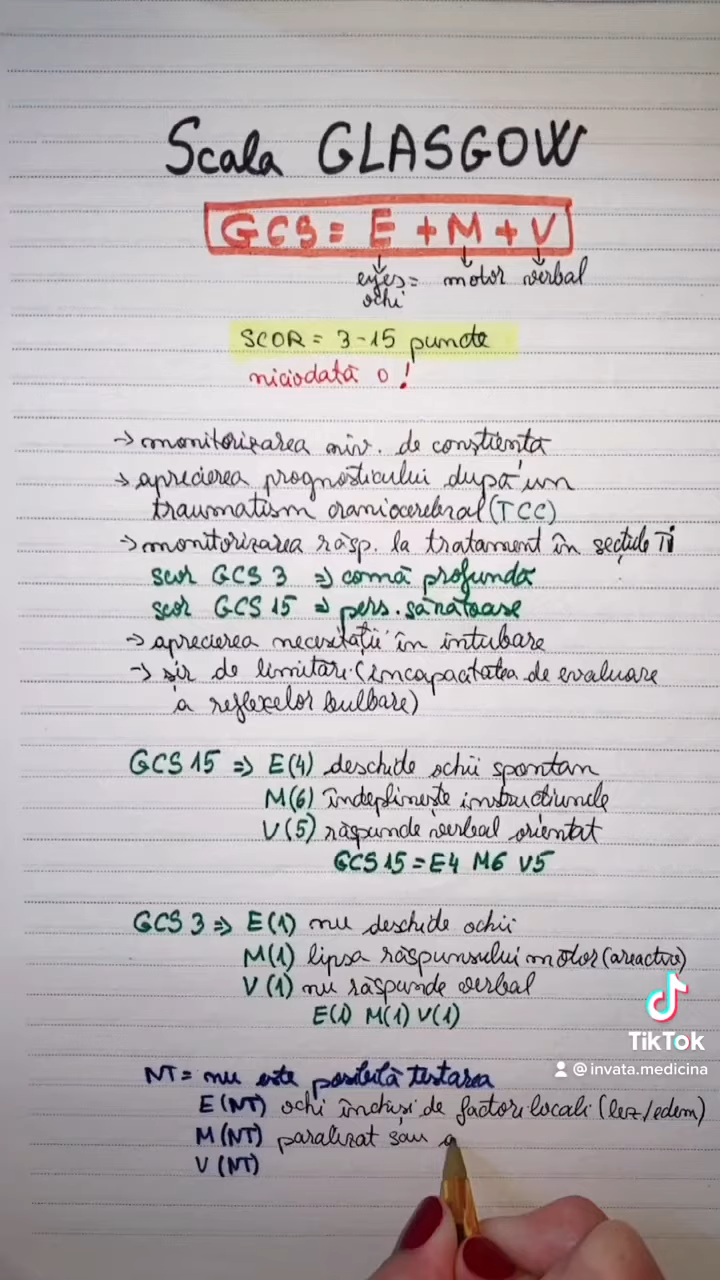 Scala GLASGOW
GCS = E + M + V
eyes = motor verbal
ochi
SCOR = 3-15 puncte
niciodată 0!
→ monitorizarea niv. de conștiență
→ aprecierea prognosticului după un
traumatism craniocerebral (TCC)
→ monitorizarea răsp. la tratament în secțiile TI
scor GCS 3 => comă profundă
scor GCS 15 => pers. sănătoase
→ aprecierea necesității în intubare
→ șir de limitări (incapacitatea de evaluare
a reflexelor bulbare)
GCS 15 => E(4) deschide ochii spontan
M(6) îndeplinește instrucțiunele
V(5) răspunde verbal orientat
GCS 15 = E4 M6 V5
GCS 3 => E(1) nu deschide ochii
M(1) lipsa răspunsului motor (areactiv)
V(1) nu răspunde verbal
E(1) M(1) V(1)
TikTok
@invata.medicina
NT = nu este posibilă testarea
E(NT) ochi închiși de factori locali (lez/edem)
M(NT) paralizat sau
V(NT)